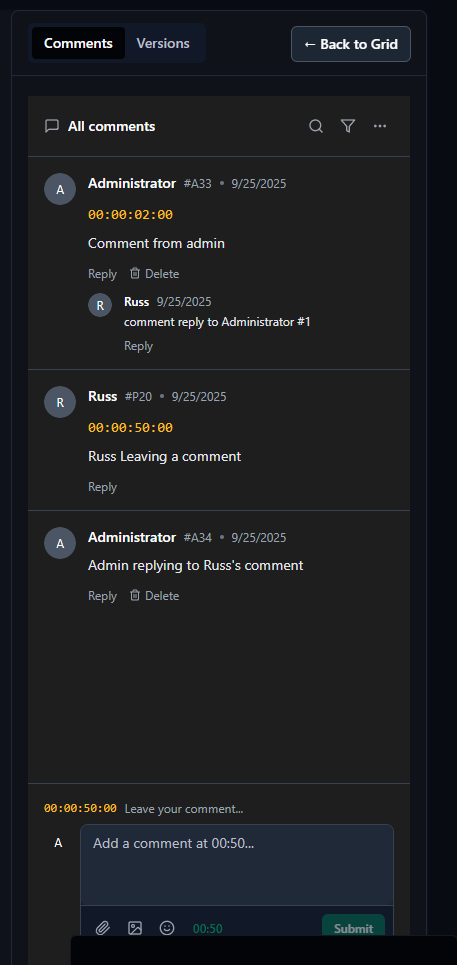 Comments Versions ← Back to Grid
All comments
A Administrator #A33 • 9/25/2025
00:00:02:00
Comment from admin
Reply Delete
R Russ 9/25/2025
comment reply to Administrator #1
Reply
R Russ #P20 • 9/25/2025
00:00:50:00
Russ Leaving a comment
Reply
A Administrator #A34 • 9/25/2025
Admin replying to Russ's comment
Reply Delete
00:00:50:00 Leave your comment...
A Add a comment at 00:50...
00:50 Submit